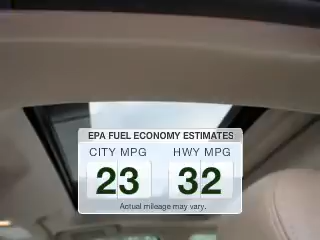 EPA FUEL ECONOMY ESTIMATES
CITY MPG HWY MPG
23 32
Actual mileage may vary.